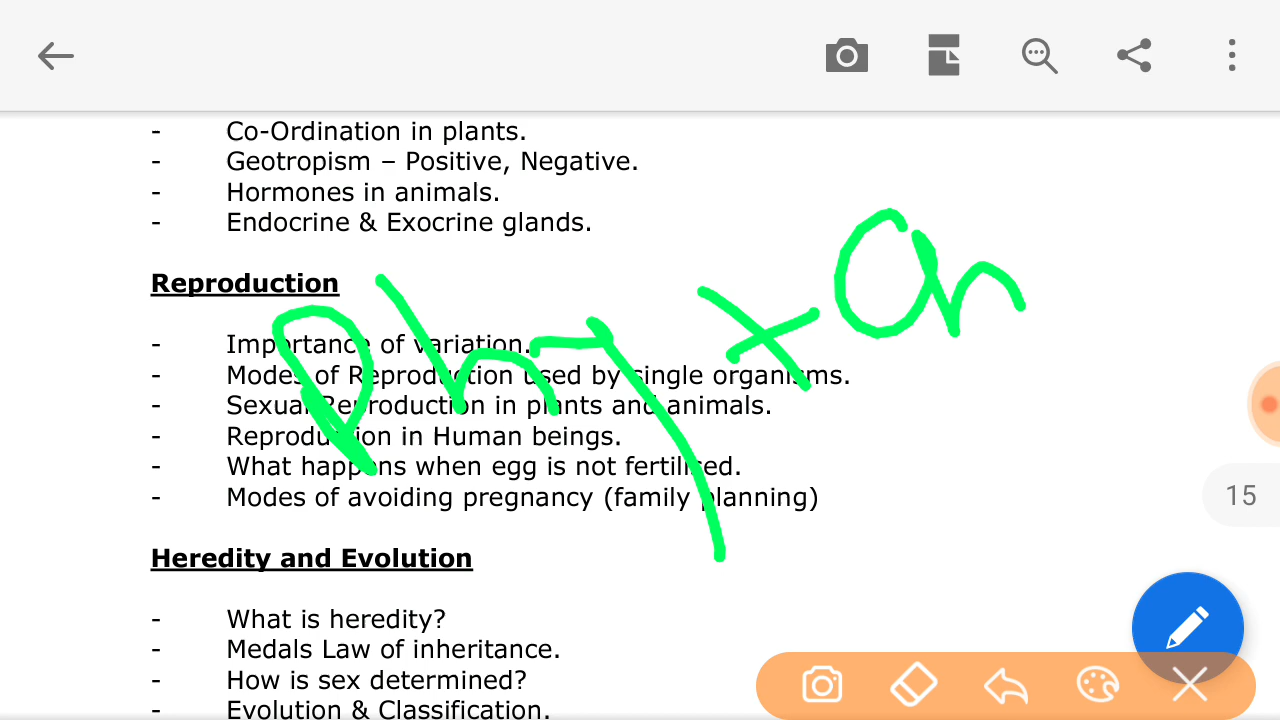 - Co-Ordination in plants.
- Geotropism – Positive, Negative.
- Hormones in animals.
- Endocrine & Exocrine glands.
Reproduction
- Importance of variation.
- Modes of Reproduction used by single organisms.
- Sexual Reproduction in plants and animals.
- Reproduction in Human beings.
- What happens when egg is not fertilised.
- Modes of avoiding pregnancy (family planning)
15
Heredity and Evolution
- What is heredity?
- Medals Law of inheritance.
- How is sex determined?
- Evolution & Classification.